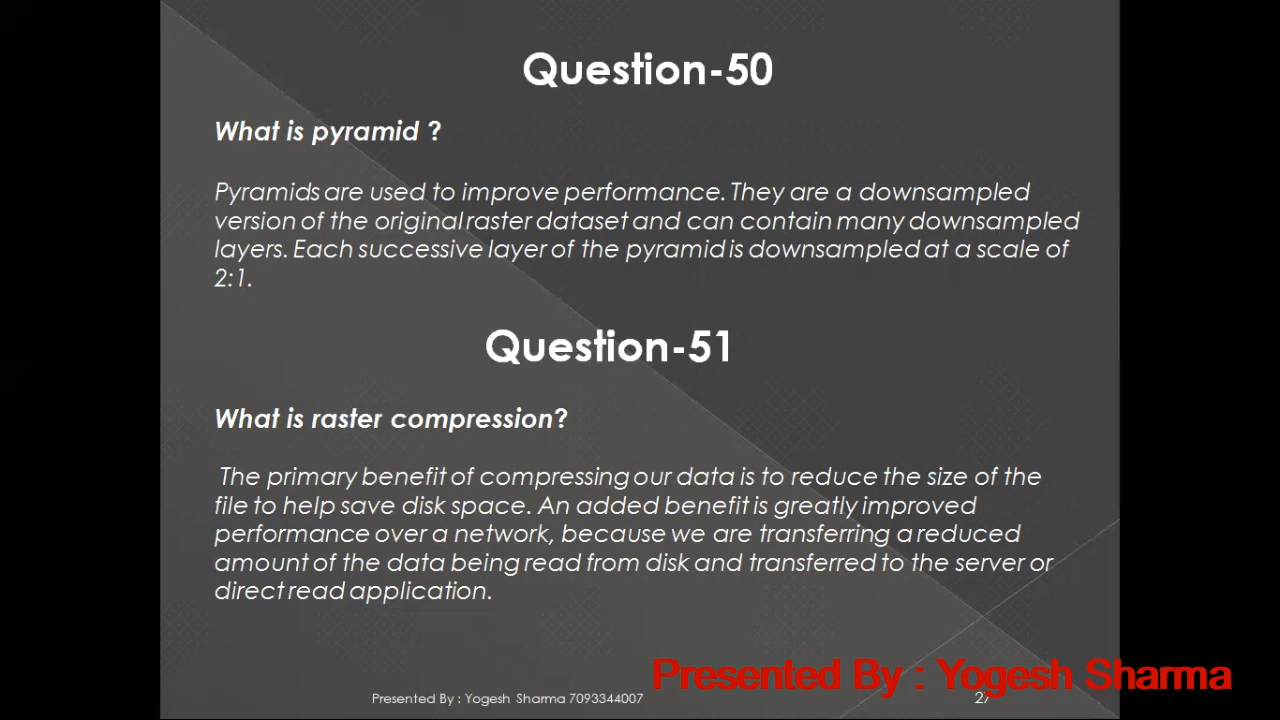 Question-50
What is pyramid ?
Pyramids are used to improve performance. They are a downsampled
version of the original raster dataset and can contain many downsampled
layers. Each successive layer of the pyramid is downsampled at a scale of
2:1.
Question-51
What is raster compression?
The primary benefit of compressing our data is to reduce the size of the
file to help save disk space. An added benefit is greatly improved
performance over a network, because we are transferring a reduced
amount of the data being read from disk and transferred to the server or
direct read application.
Presented By : Yogesh Sharma
Presented By : Yogesh Sharma 7093344007
27